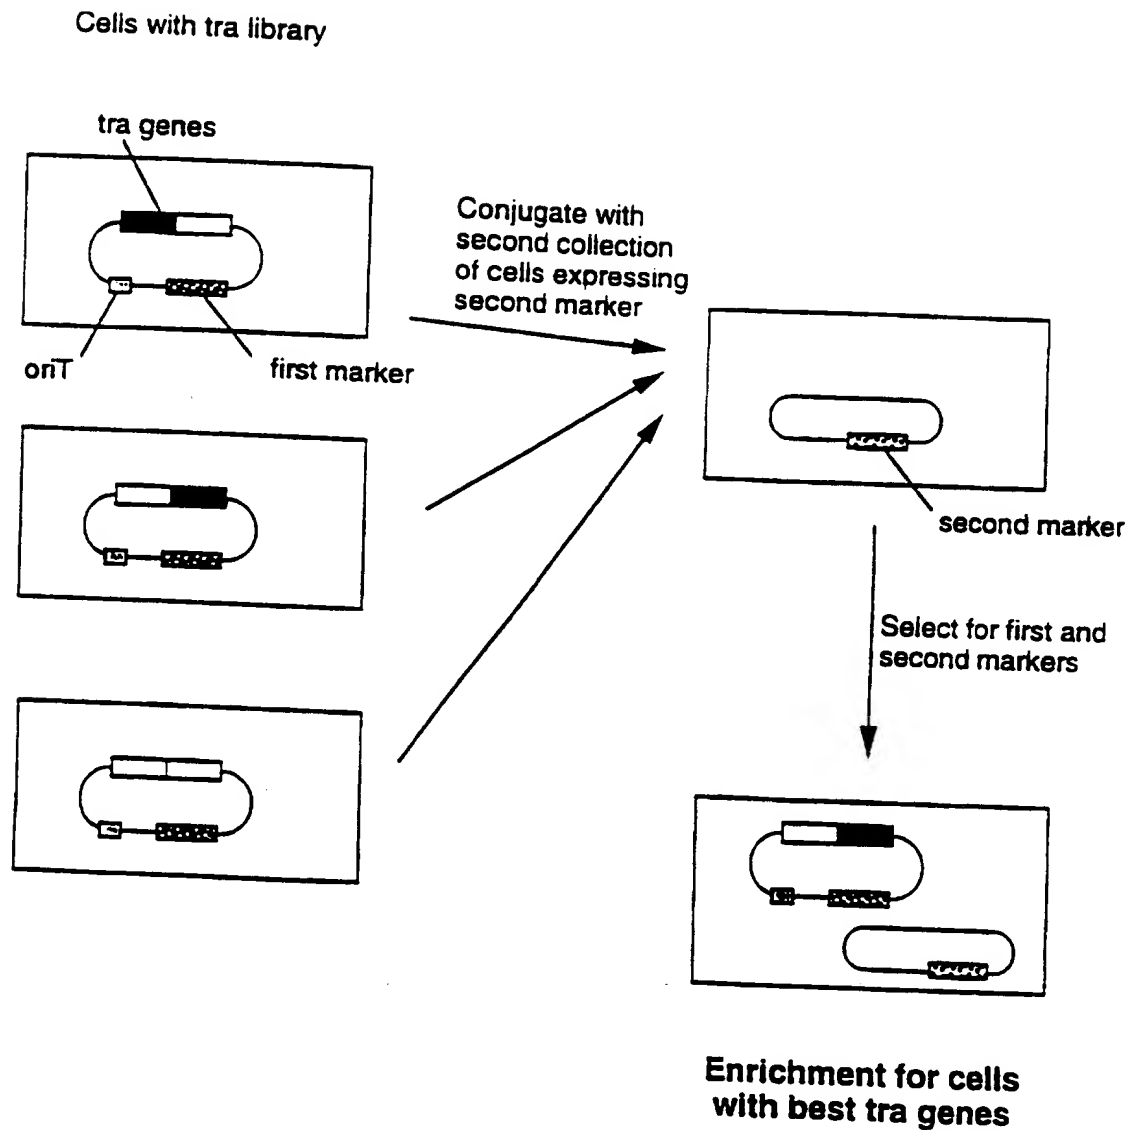 Cells with tra library
tra genes
Conjugate with
second collection
of cells expressing
second marker
oriT
first marker
second marker
Select for first and
second markers
Enrichment for cells
with best tra genes